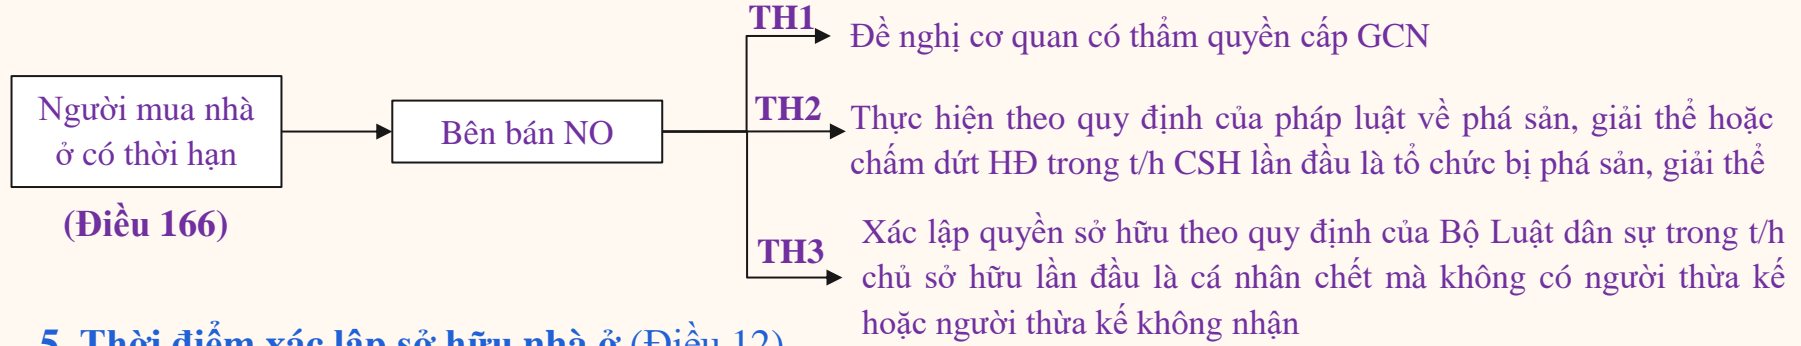 Người mua nhà
ở có thời hạn
(Điều 166)
Bên bán NO
TH1
Đề nghị cơ quan có thẩm quyền cấp GCN
TH2
Thực hiện theo quy định của pháp luật về phá sản, giải thể hoặc
chấm dứt HĐ trong t/h CSH lần đầu là tổ chức bị phá sản, giải thể
TH3
Xác lập quyền sở hữu theo quy định của Bộ Luật dân sự trong t/h
chủ sở hữu lần đầu là cá nhân chết mà không có người thừa kế
hoặc người thừa kế không nhận
5. Thời điểm xác lập sở hữu nhà ở (Điều 12)